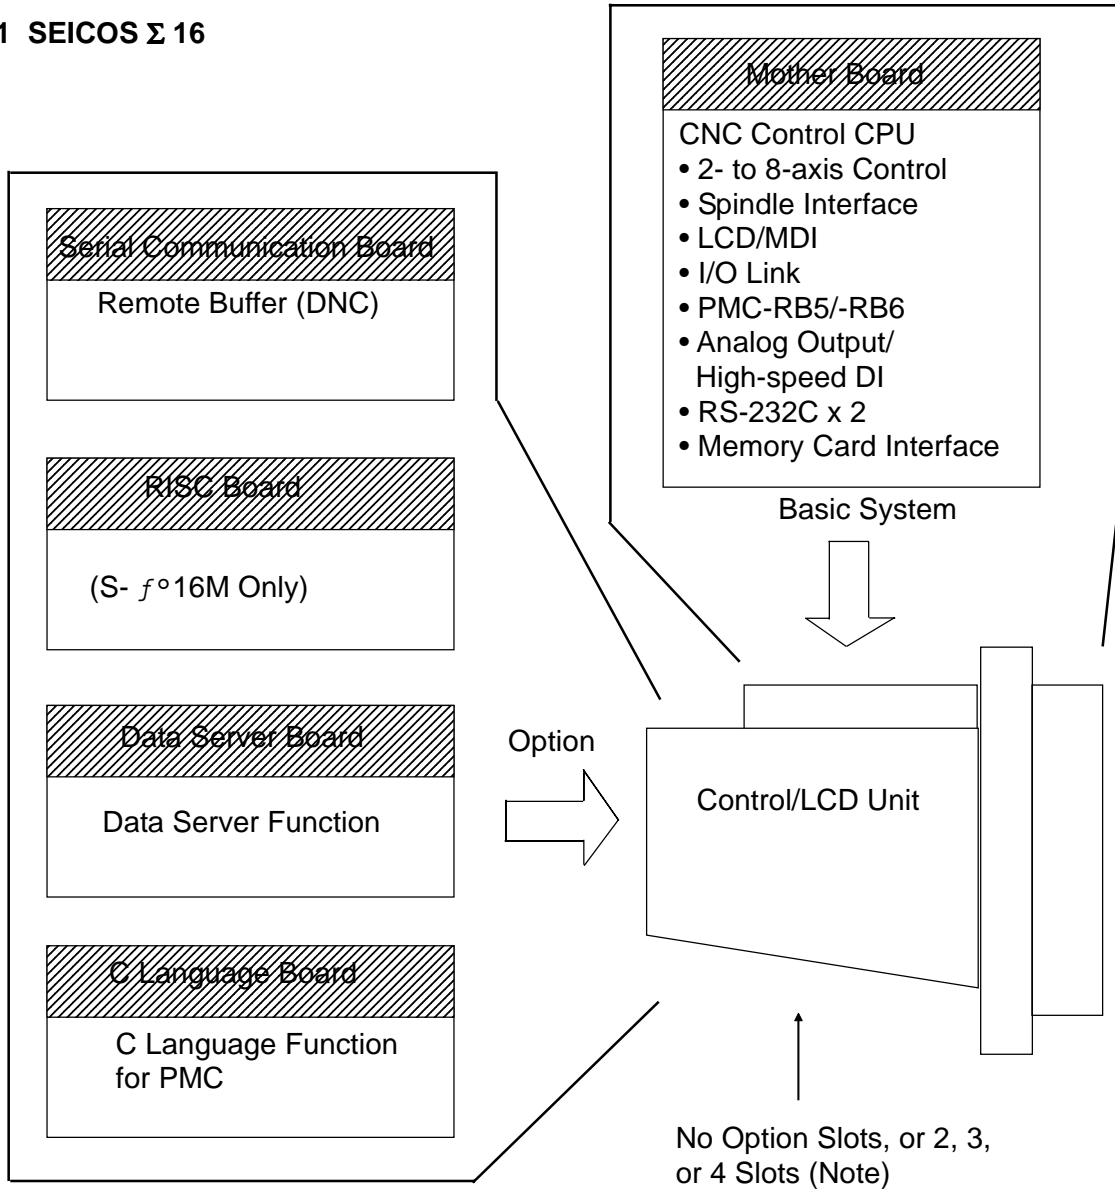 1 SEICOS Σ 16
Mother Board
CNC Control CPU
• 2- to 8-axis Control
• Spindle Interface
• LCD/MDI
• I/O Link
• PMC-RB5/-RB6
• Analog Output/
High-speed DI
• RS-232C x 2
• Memory Card Interface
Basic System
Serial Communication Board
Remote Buffer (DNC)
RISC Board
(S- ƒ°16M Only)
Data Server Board
Data Server Function
C Language Board
C Language Function
for PMC
Option
Control/LCD Unit
No Option Slots, or 2, 3,
or 4 Slots (Note)